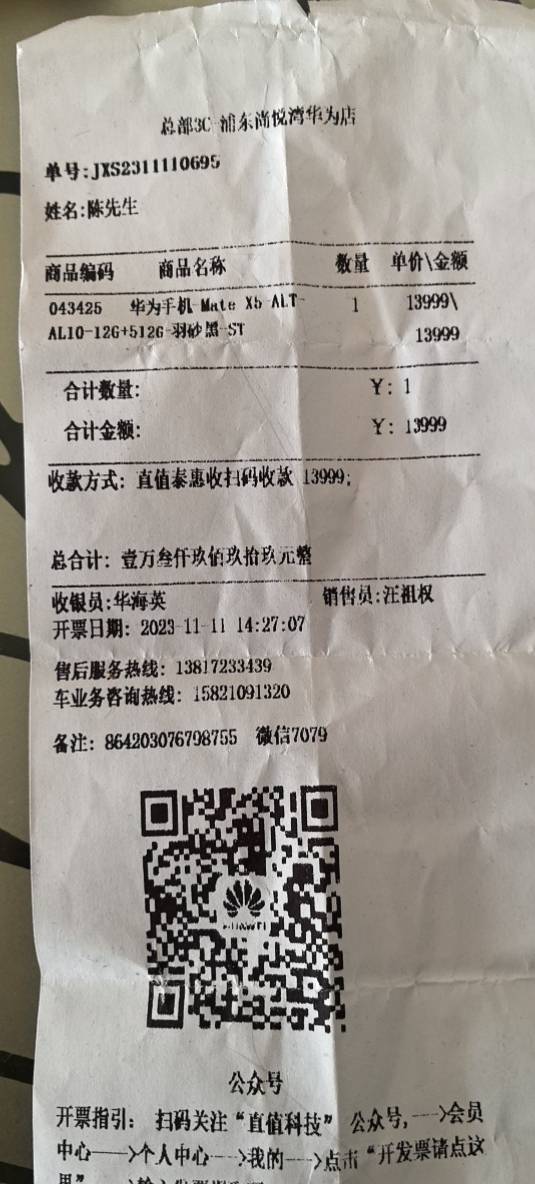 总部3C-浦东尚悦湾华为店
单号:JXS2311110695
姓名:陈先生
商品编码 商品名称 数量 单价\金额
043425 华为手机-Mate X5-ALT- 1 13999\
AL10-12G+512G-羽砂黑-ST 13999
合计数量: ￥: 1
合计金额: ￥: 13999
收款方式: 直值泰惠收扫码收款 13999;
总合计: 壹万叁仟玖佰玖拾玖元整
收银员:华海英 销售员:汪祖权
开票日期: 2023-11-11 14:27:07
售后服务热线: 13817233439
车业务咨询热线: 15821091320
备注: 864203076798755 微信7079
HUAWEI
公众号
开票指引: 扫码关注“直值科技” 公众号,--->会员
中心--->个人中心--->我的--->点击“开发票请点这
里”